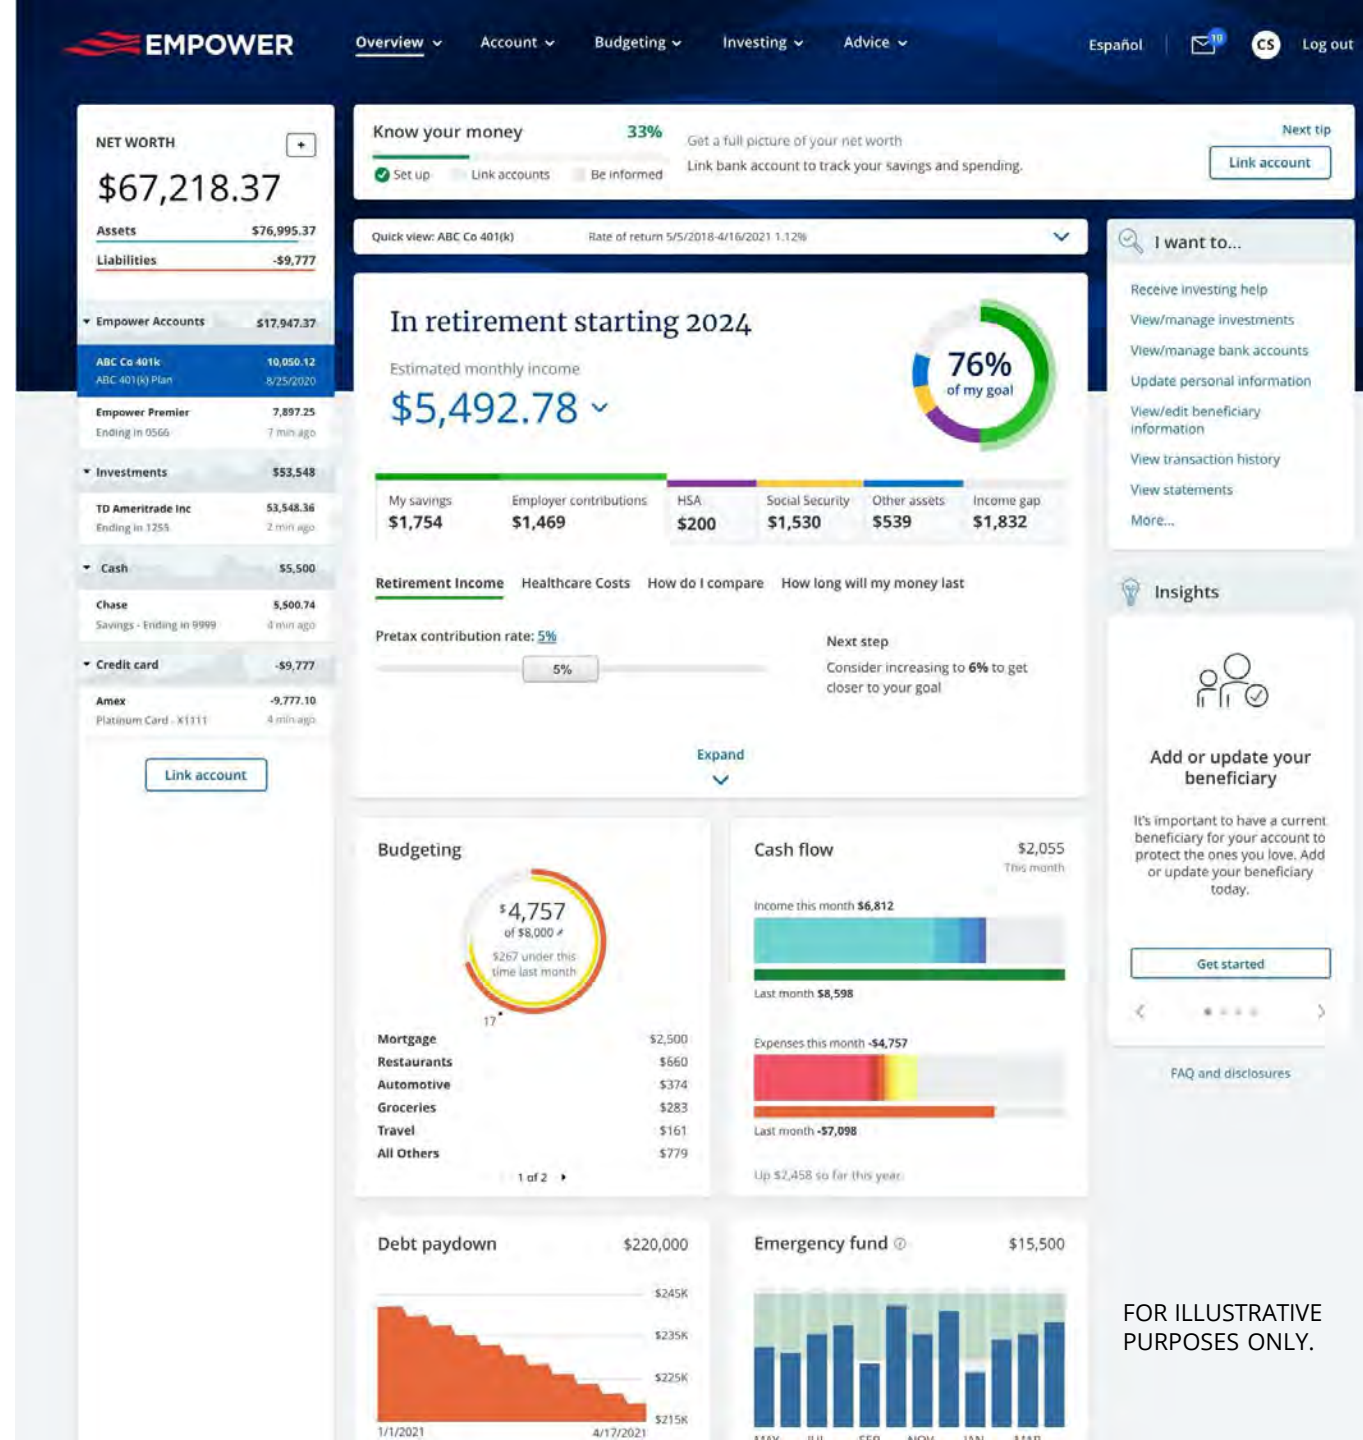 EMPOWER
Overview
Account
Budgeting
Investing
Advice
Español
10
CS
Log out
NET WORTH
+
$67,218.37
Assets $76,995.37
Liabilities -$9,777
Empower Accounts $17,947.37
ABC Co 401k 10,050.12
ABC 401(k) Plan 8/25/2020
Empower Premier 7,897.25
Ending in 0566 7 min ago
Investments $53,548
TD Ameritrade Inc 53,548.36
Ending in 1255 2 min ago
Cash $5,500
Chase 5,500.74
Savings - Ending in 9999 4 min ago
Credit card -$9,777
Amex -9,777.10
Platinum Card - X1111 4 min ago
Link account
Know your money 33%
Set up Link accounts Be informed
Get a full picture of your net worth
Link bank account to track your savings and spending.
Next tip
Link account
Quick view: ABC Co 401(k) Rate of return 5/5/2018-4/16/2021 1.12%
In retirement starting 2024
Estimated monthly income
$5,492.78
76%
of my goal
My savings Employer contributions HSA Social Security Other assets Income gap
$1,754 $1,469 $200 $1,530 $539 $1,832
Retirement Income Healthcare Costs How do I compare How long will my money last
Pretax contribution rate: 5%
5%
Next step
Consider increasing to 6% to get
closer to your goal
Expand
I want to...
Receive investing help
View/manage investments
View/manage bank accounts
Update personal information
View/edit beneficiary
information
View transaction history
View statements
More...
Insights
Add or update your
beneficiary
It's important to have a current
beneficiary for your account to
protect the ones you love. Add
or update your beneficiary
today.
Get started
FAQ and disclosures
Budgeting
$4,757
of $8,000
$267 under this
time last month
17
Mortgage $2,500
Restaurants $660
Automotive $374
Groceries $283
Travel $161
All Others $779
1 of 2
Cash flow $2,055
This month
Income this month $6,812
Last month $8,598
Expenses this month -$4,757
Last month -$7,098
Up $2,458 so far this year
Debt paydown $220,000
$245K
$235K
$225K
$215K
1/1/2021 4/17/2021
Emergency fund $15,500
MAY JUL SEP NOV JAN MAR
FOR ILLUSTRATIVE
PURPOSES ONLY.